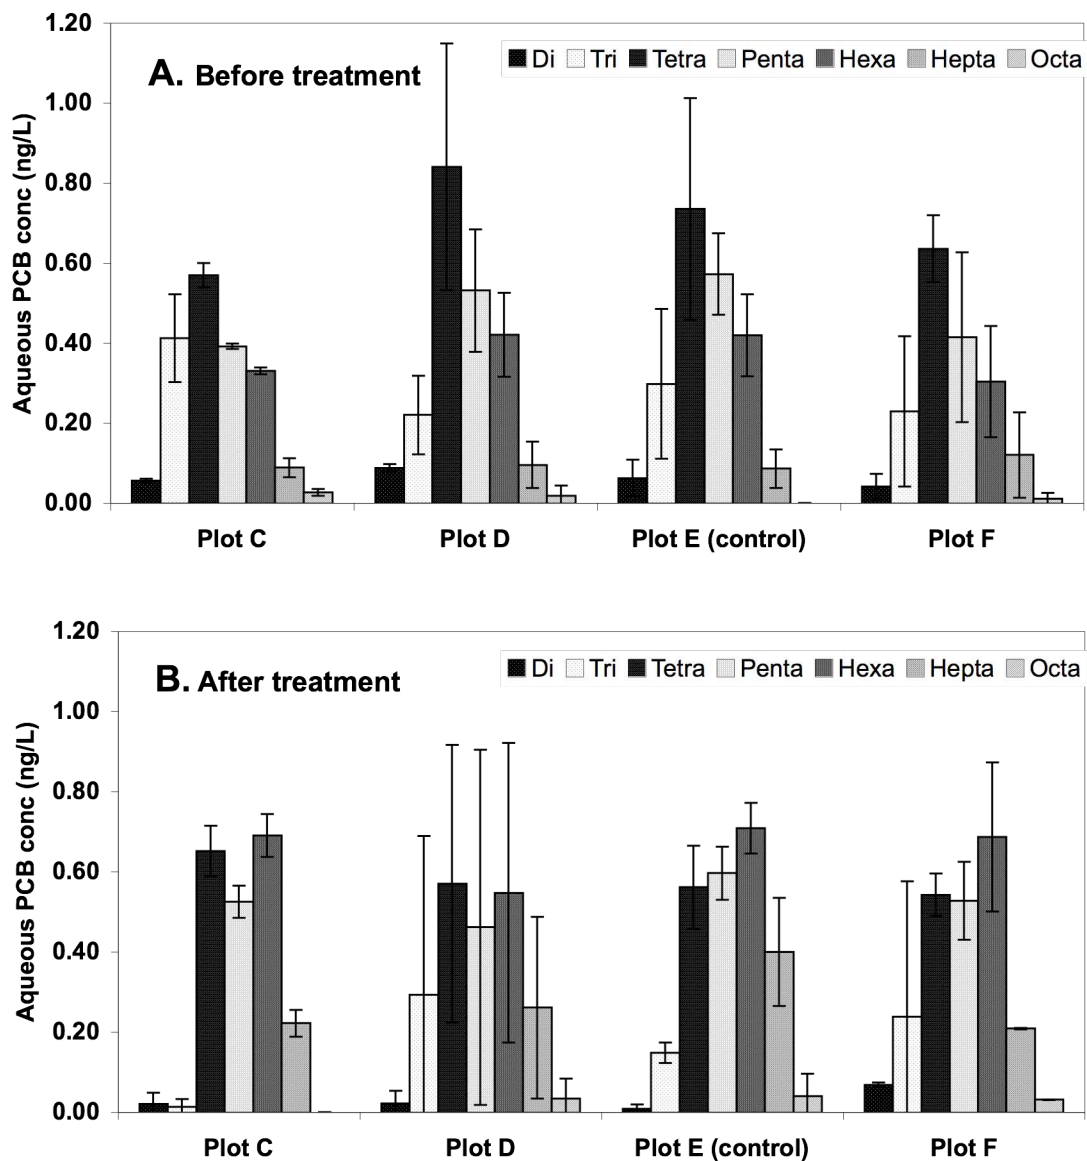 A. Before treatment
Di Tri Tetra Penta Hexa Hepta Octa
Aqueous PCB conc (ng/L)
1.20
1.00
0.80
0.60
0.40
0.20
0.00
Plot C Plot D Plot E (control) Plot F
B. After treatment
Di Tri Tetra Penta Hexa Hepta Octa
Aqueous PCB conc (ng/L)
1.20
1.00
0.80
0.60
0.40
0.20
0.00
Plot C Plot D Plot E (control) Plot F